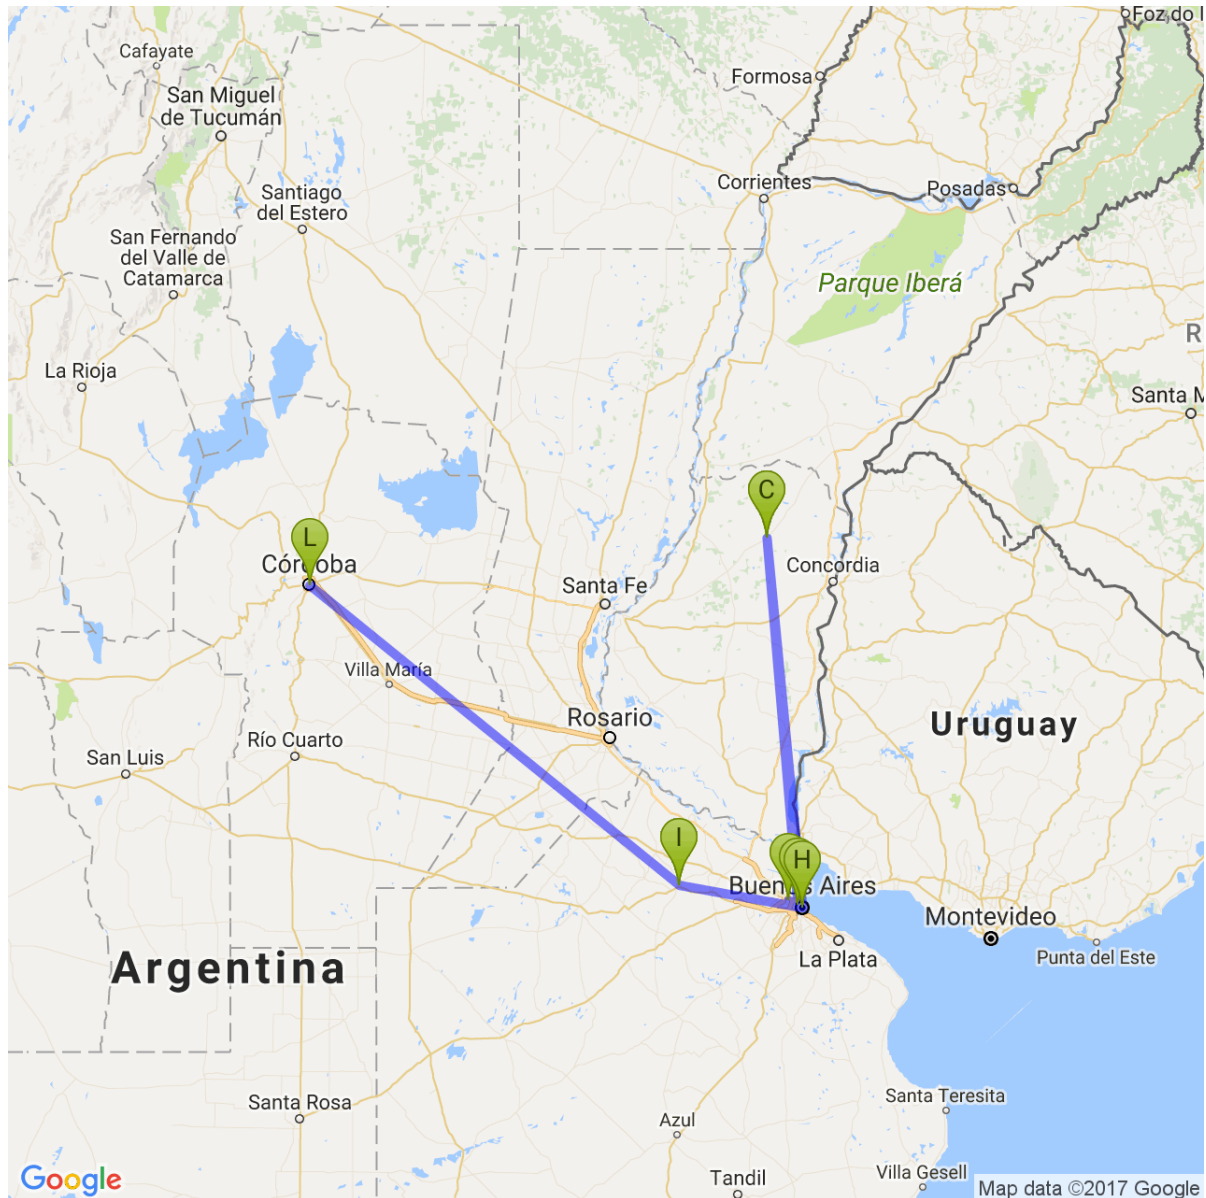 Foz do I
Cafayate
Formosa
San Miguel
de Tucumán
Corrientes
Posadas
Santiago
del Estero
San Fernando
del Valle de
Catamarca
Parque Iberá
R
La Rioja
Santa M
C
L
Córdoba
Concordia
Santa Fe
Villa María
Rosario
Uruguay
Río Cuarto
San Luis
I
H
Buenos Aires
Montevideo
La Plata
Punta del Este
Argentina
Santa Teresita
Santa Rosa
Azul
Villa Gesell
Tandil
Google
Map data ©2017 Google